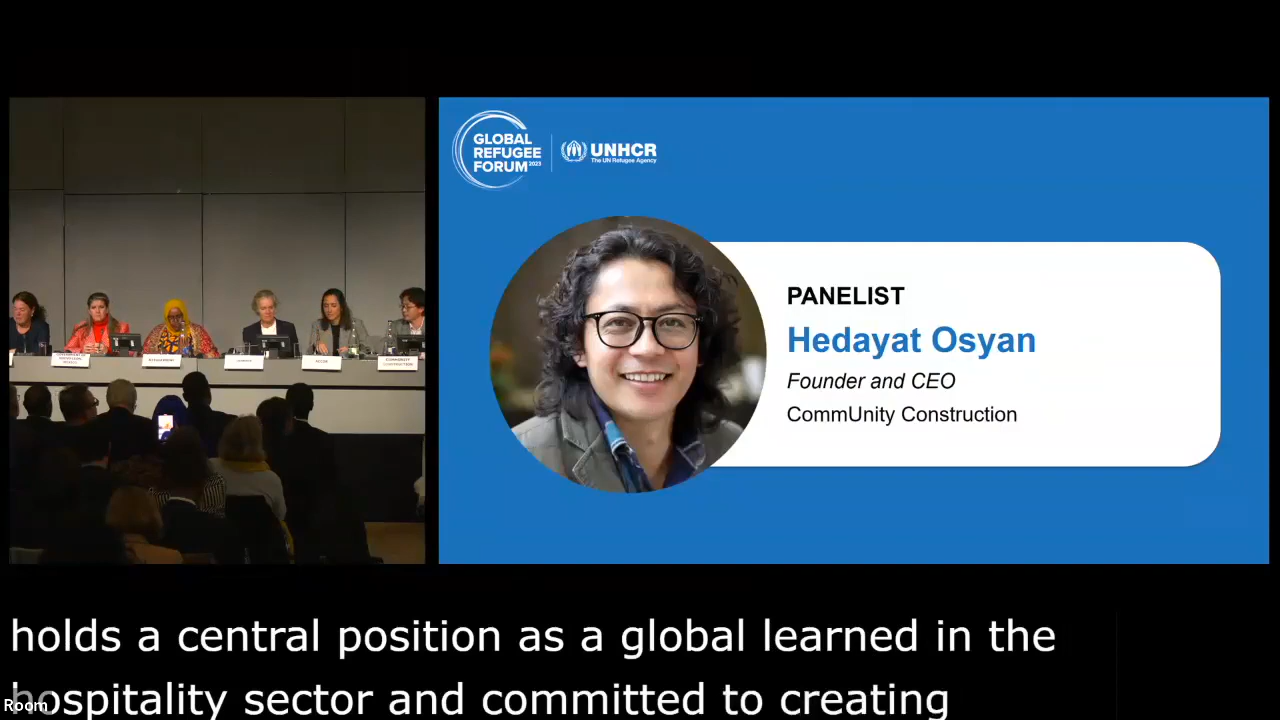 GLOBAL
REFUGEE
FORUM 2023
UNHCR
The UN Refugee Agency
PANELIST
Hedayat Osyan
Founder and CEO
CommUnity Construction
holds a central position as a global learned in the
hospitality sector and committed to creating
Room